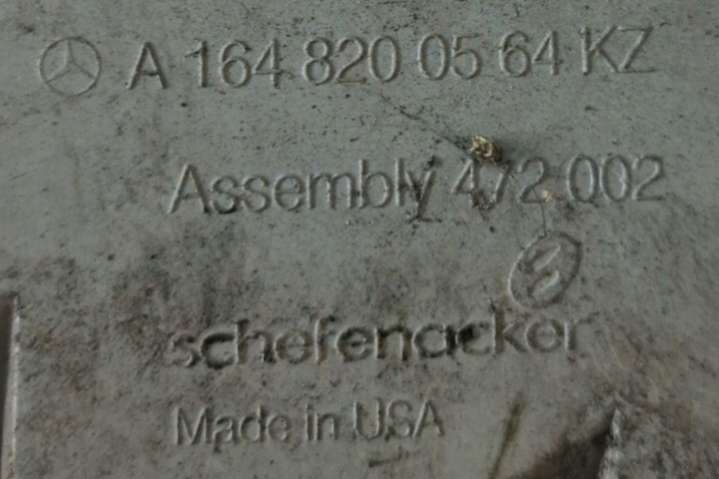 A 164 820 05 64 KZ
Assembly 472 002
schefenacker
Made in USA